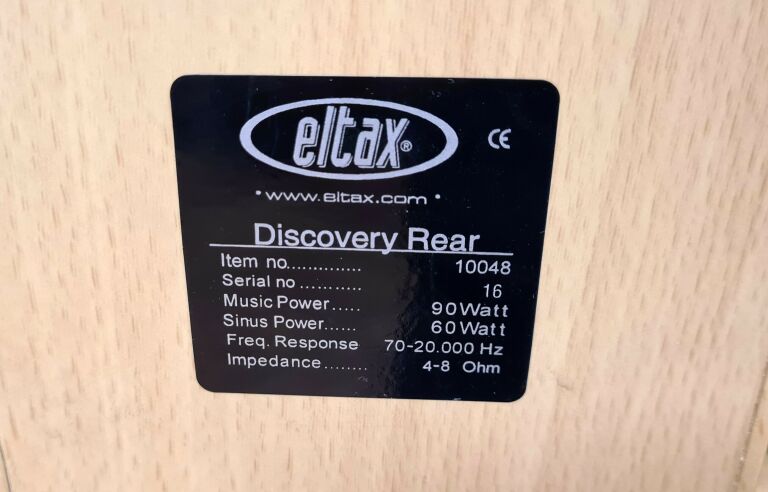 eltax®
CE
• www.eltax.com •
Discovery Rear
Item no.............. 10048
Serial no ........... 16
Music Power..... 90Watt
Sinus Power...... 60Watt
Freq. Response 70-20.000 Hz
Impedance........ 4-8 Ohm